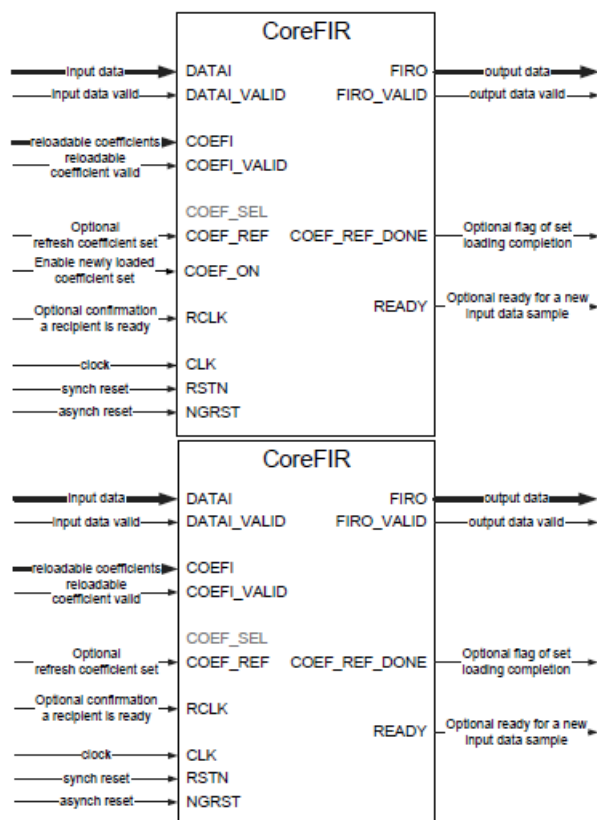 CoreFIR
input data DATAI FIRO output data
input data valid DATAI_VALID FIRO_VALID output data valid
reloadable coefficients COEFI
reloadable
coefficient valid COEFI_VALID
COEF_SEL
Optional
refresh coefficient set COEF_REF COEF_REF_DONE Optional flag of set
loading completion
Enable newly loaded
coefficient set COEF_ON
Optional confirmation
a recipient is ready RCLK READY Optional ready for a new
input data sample
clock CLK
synch reset RSTN
asynch reset NGRST
CoreFIR
input data DATAI FIRO output data
input data valid DATAI_VALID FIRO_VALID output data valid
reloadable coefficients COEFI
reloadable
coefficient valid COEFI_VALID
COEF_SEL
Optional
refresh coefficient set COEF_REF COEF_REF_DONE Optional flag of set
loading completion
Optional confirmation
a recipient is ready RCLK
READY Optional ready for a new
input data sample
clock CLK
synch reset RSTN
asynch reset NGRST